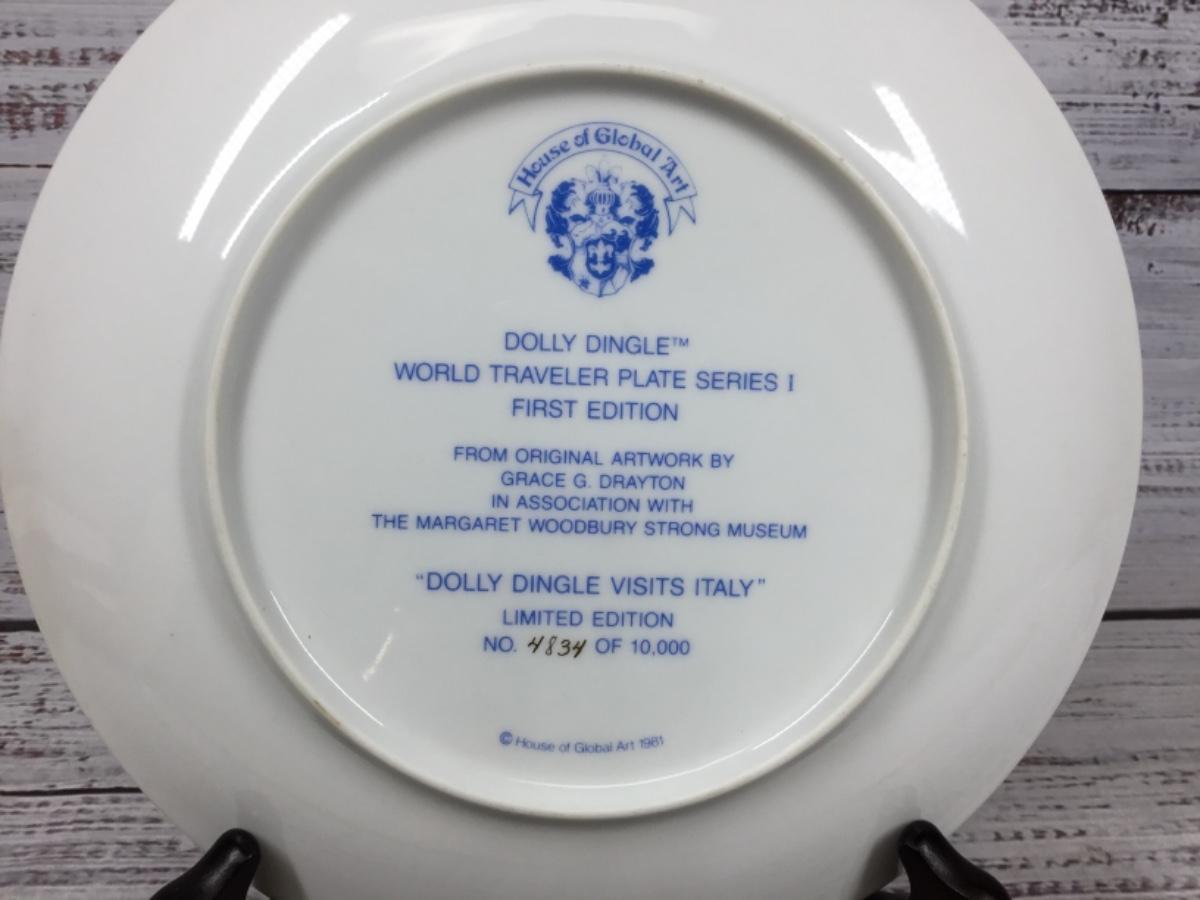 House of Global Art
DOLLY DINGLE™
WORLD TRAVELER PLATE SERIES I
FIRST EDITION
FROM ORIGINAL ARTWORK BY
GRACE G. DRAYTON
IN ASSOCIATION WITH
THE MARGARET WOODBURY STRONG MUSEUM
“DOLLY DINGLE VISITS ITALY”
LIMITED EDITION
NO. 4834 OF 10,000
© House of Global Art 1981